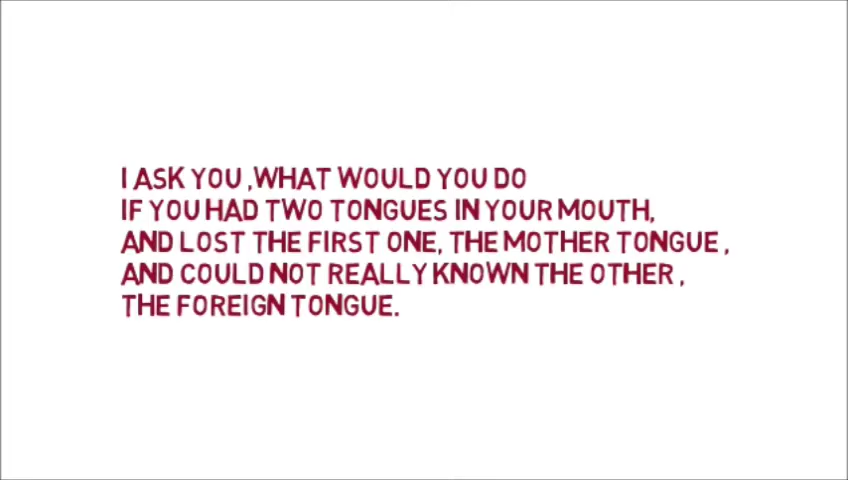 I ASK YOU ,WHAT WOULD YOU DO
IF YOU HAD TWO TONGUES IN YOUR MOUTH,
AND LOST THE FIRST ONE, THE MOTHER TONGUE ,
AND COULD NOT REALLY KNOWN THE OTHER ,
THE FOREIGN TONGUE.